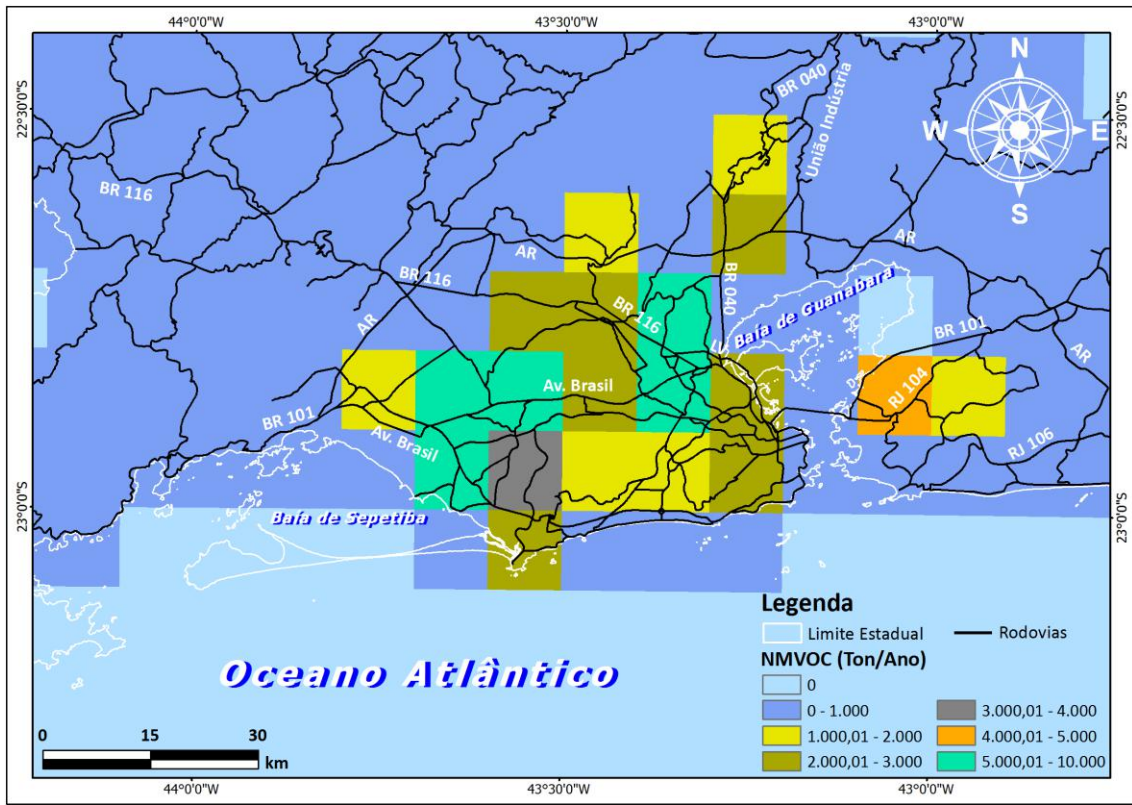 44°0'0"W 43°30'0"W 43°0'0"W
22°30'0"S
22°30'0"S
23°0'0"S
23°0'0"S
BR 040
União Indústria
N
W E
S
BR 116
AR
AR
BR 116
BR 040
AR
BR 116
LV
Baía de Guanabara
BR 101
AR
Av. Brasil
RJ 104
BR 101
Av. Brasil
RJ 106
Baía de Sepetiba
Oceano Atlântico
Legenda
Limite Estadual
Rodovias
NMVOC (Ton/Ano)
0
0 - 1.000
1.000,01 - 2.000
2.000,01 - 3.000
3.000,01 - 4.000
4.000,01 - 5.000
5.000,01 - 10.000
0 15 30
km
44°0'0"W 43°30'0"W 43°0'0"W